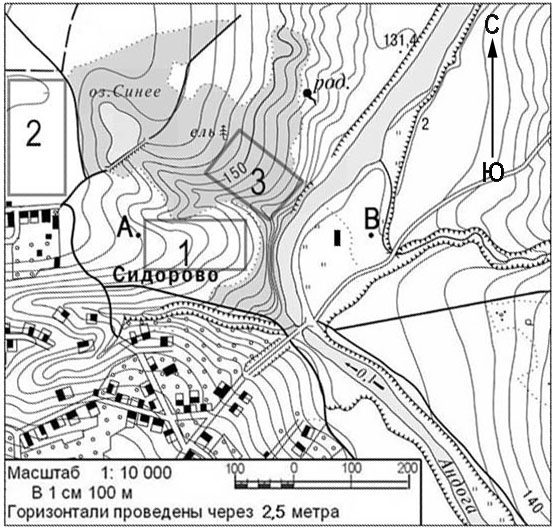 С
131,4
род.
оз. Синее
2
ель
2
Ю
150
3
А
В
1
Сидорово
0,1
Андога
140
Масштаб 1: 10 000
В 1 см 100 м
Горизонтали проведены через 2,5 метра
100 0 100 200